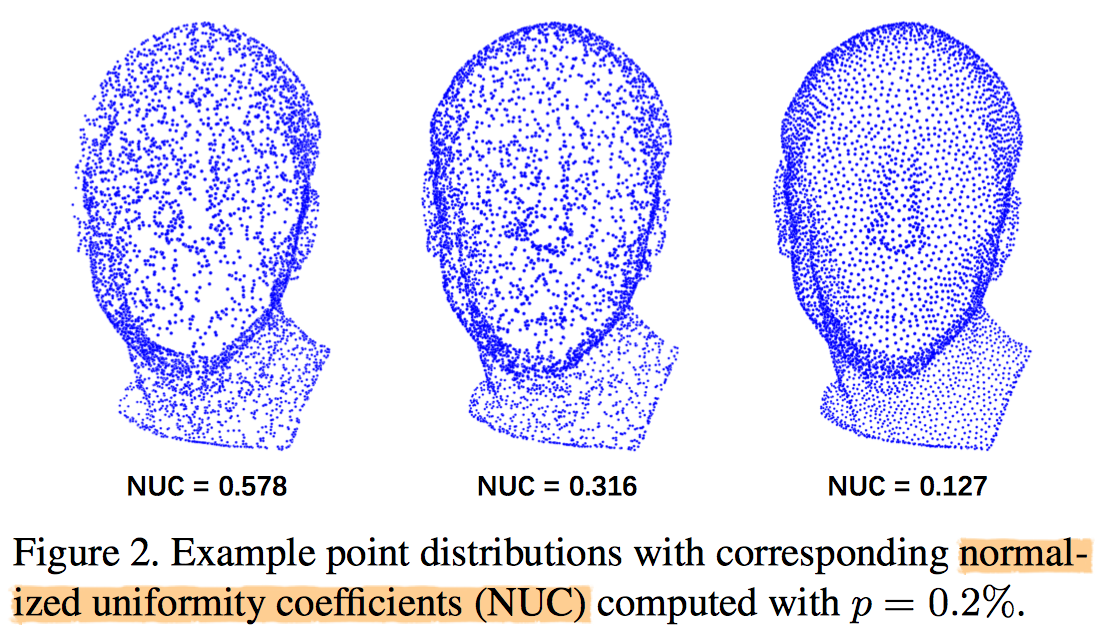 NUC = 0.578 NUC = 0.316 NUC = 0.127
Figure 2. Example point distributions with corresponding normal-
ized uniformity coefficients (NUC) computed with p = 0.2%.